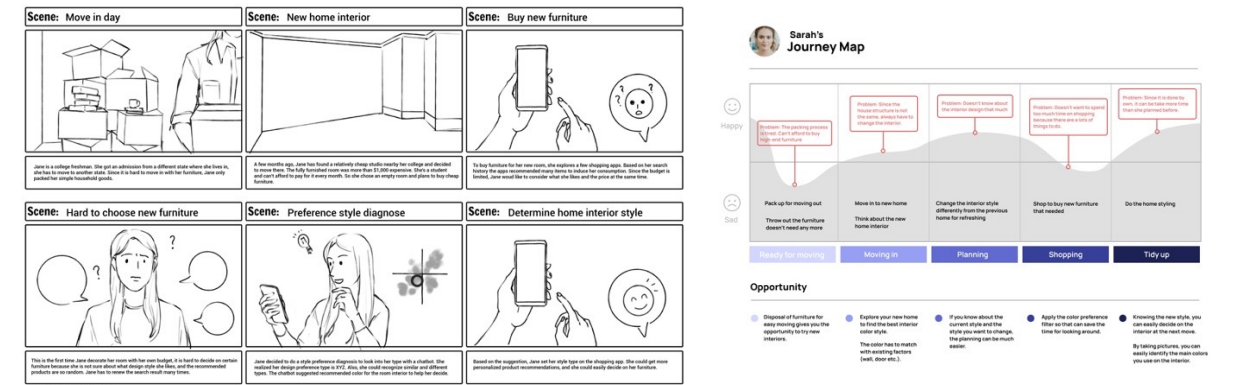 Scene: Move in day
Jane is a college freshman. She got an admission from a different state where she lives in,
she has to move to another state. Since it is hard to move in with her furniture, Jane only
packed her simple household goods.
Scene: New home interior
A few months ago, Jane has found a relatively cheap studio nearby her college and decided
to move there. The fully furnished room was more than £1,000 expensive. She's a student
and can't afford to pay for it every month. So she chose an empty room and plans to buy cheap
furniture.
Scene: Buy new furniture
To buy furniture for her new room, she explores a few shopping apps. Based on her search
history the apps recommended many items to induce her consumption. Since the budget is
limited, Jane woud like to consider what she likes and the price at the same time.
Scene: Hard to choose new furniture
This is the first time Jane decorate her room with her own budget, it is hard to decide on certain
furniture because she is not sure about what design style she likes, and the recommended
products are so random. Jane has to renew the search result many times.
Scene: Preference style diagnose
Jane decided to do a style preference diagnosis to look into her type with a chatbot. She
realized her design preference type is XYZ. Also, she could recognize similar and different
types. The chatbot suggested recommended color for the room interior to help her decide.
Scene: Determine home interior style
Based on the suggestion, Jane set her style type on the shopping app. She could get more
personalized product recommendations, and she could easily decide on her furniture.
Sarah's
Journey Map
Happy
Sad
Problem: The packing process
is tired. Can't afford to buy
high-end furniture
Problem: Since the
house structure is not
the same, always have to
change the interior
Problem: Doesn't know about
the interior design that much
Problem: Doesn't want to spend
too much time on shopping
because there are a lots of
things to do.
Problem: Since it is done by
own, it can be take more time
than she planned before.
Pack up for moving out
Throw out the furniture
doesn't need any more
Move in to new home
Think about the new
home interior
Change the interior style
differently from the previous
home for refreshing
Shop to buy new furniture
that needed
Do the home styling
Ready for moving
Moving in
Planning
Shopping
Tidy up
Opportunity
Disposal of furniture for
easy moving gives you the
opportunity to try new
interiors.
Explore your new home
to find the best interior
color style.
The color has to match
with existing factors
(wall, door etc.).
If you know about the
current style and the
style you want to change,
the planning can be much
easier.
Apply the color preference
filter so that can save the
time for looking around.
Knowing the new style, you
can easily decide on the
interior at the next move.
By taking pictures, you can
easily identify the main colors
you use on the interior.